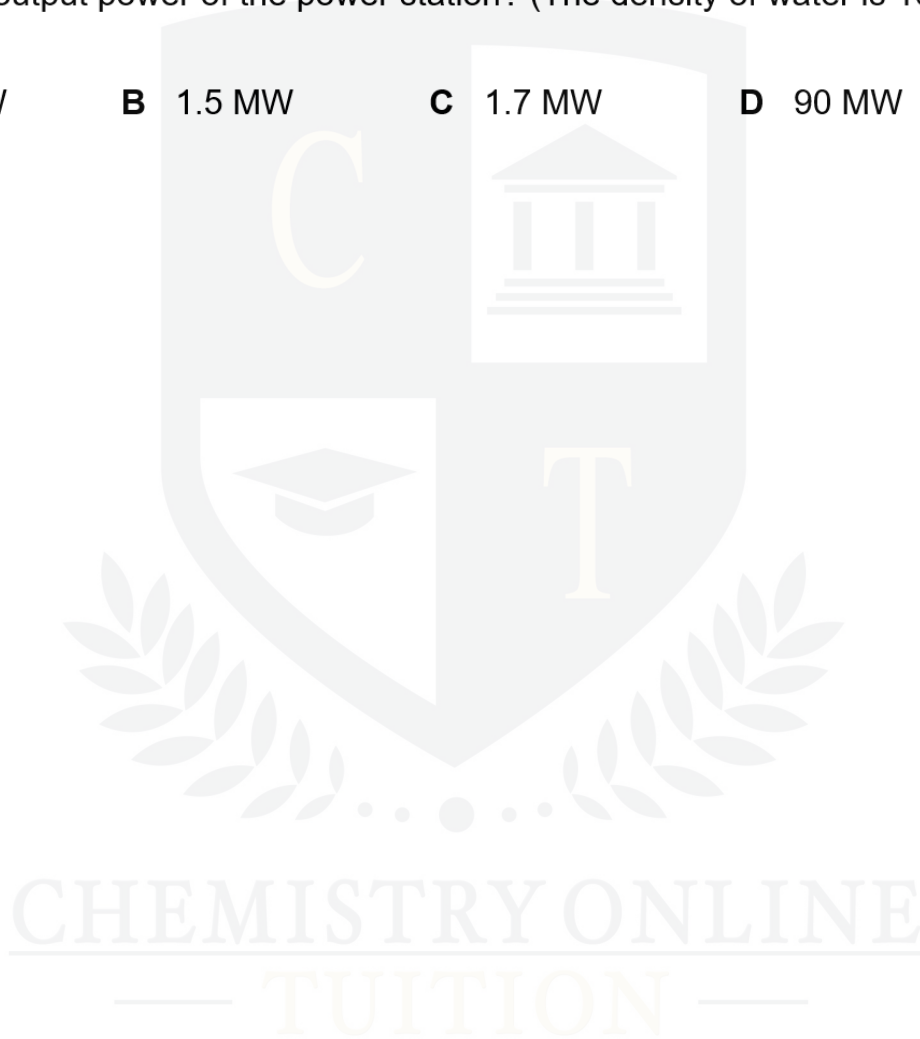 output power of the power station? (The density of water is
B 1.5 MW C 1.7 MW D 90 MW
C
T
CHEMISTRY ONLINE
TUITION